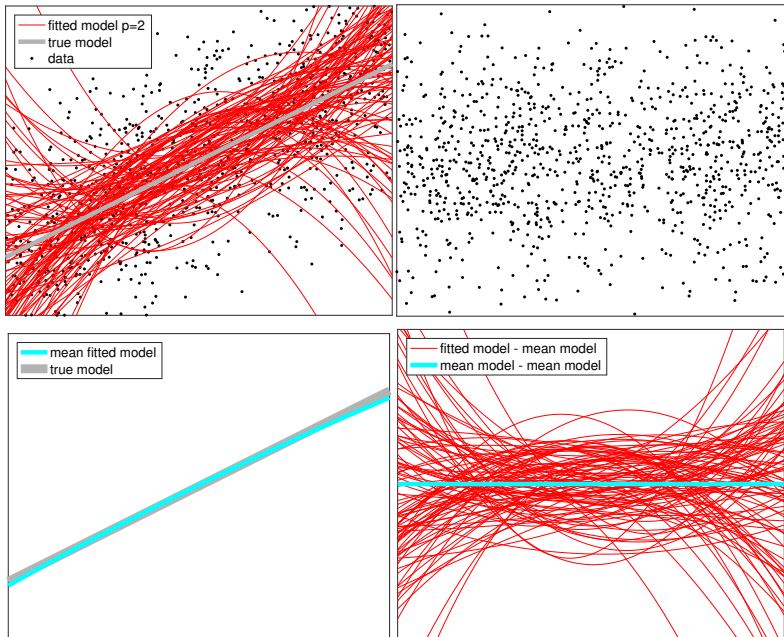 fitted model p=2
true model
data
mean fitted model
true model
fitted model - mean model
mean model - mean model